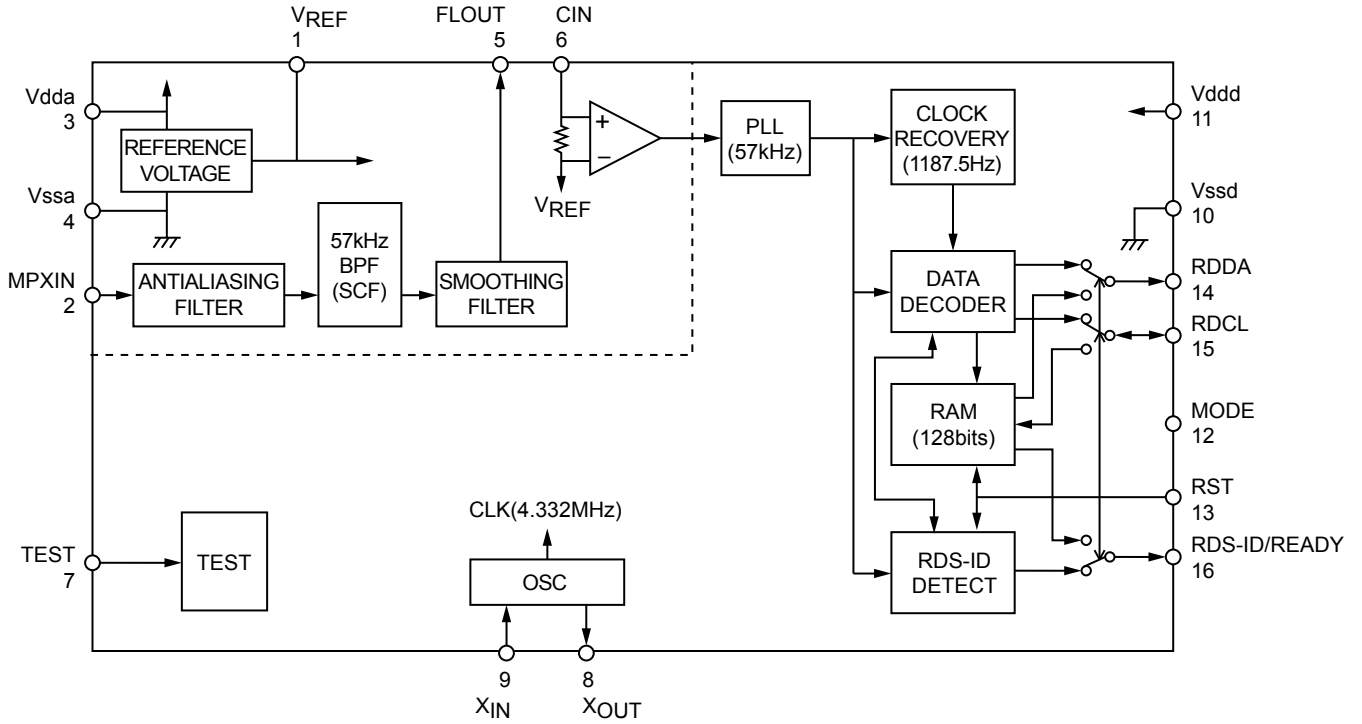 VREF
1
FLOUT
5
CIN
6
Vdda
3
REFERENCE
VOLTAGE
Vssa
4
MPXIN
2
ANTIALIASING
FILTER
57kHz
BPF
(SCF)
SMOOTHING
FILTER
+
−
VREF
PLL
(57kHz)
CLOCK
RECOVERY
(1187.5Hz)
Vddd
11
Vssd
10
DATA
DECODER
RDDA
14
RDCL
15
RAM
(128bits)
MODE
12
RST
13
RDS-ID
DETECT
RDS-ID/READY
16
TEST
7
TEST
CLK(4.332MHz)
OSC
9
XIN
8
XOUT